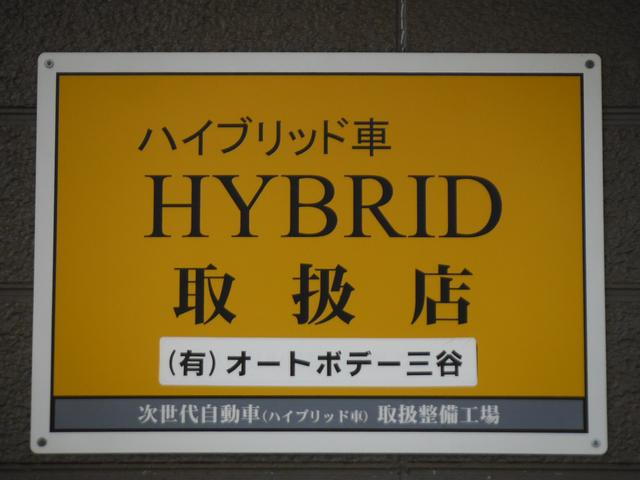 ハイブリッド車
HYBRID
取扱店
(有)オートボデー三谷
次世代自動車(ハイブリッド車)取扱整備工場